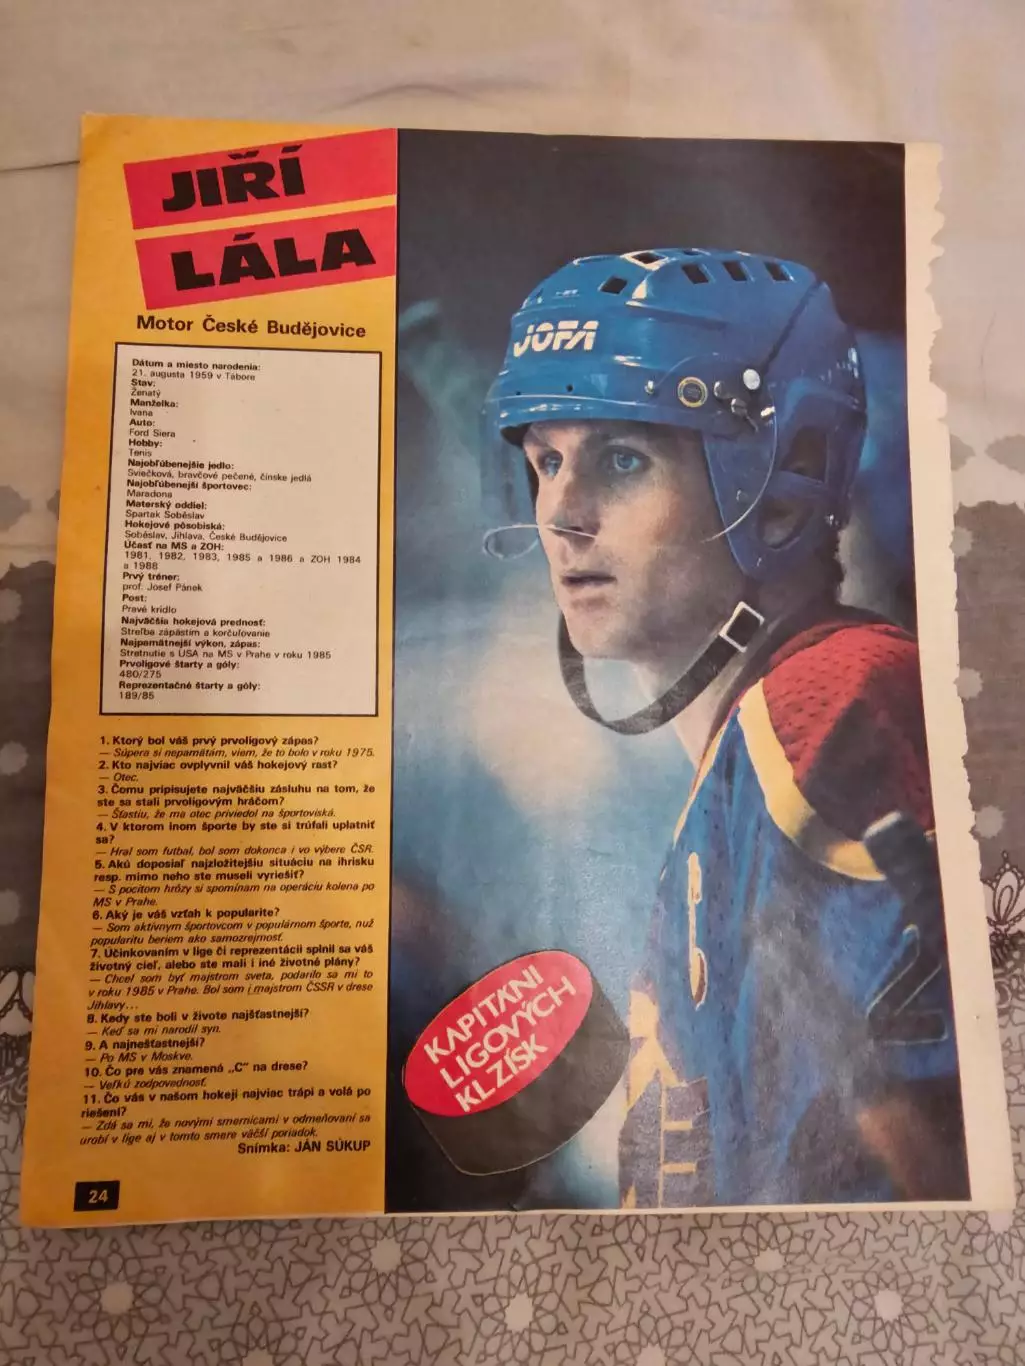 JIŘÍ
LÁLA
Motor České Budějovice
Dátum a miesto narodenia:
21. augusta 1959 v Tábore
Stav:
Ženatý
Manželka:
Ivana
Auto:
Ford Siera
Hobby:
Tenis
Najobľúbenejšie jedlo:
Sviečková, bravčové pečené, čínske jedlá
Najobľúbenejší športovec:
Maradona
Materský oddiel:
Spartak Soběslav
Hokejové pôsobiská:
Soběslav, Jihlava, České Budějovice
Účasť na MS a ZOH:
1981, 1982, 1983, 1985 a 1986 a ZOH 1984
a 1988
Prvý tréner:
prof. Josef Pánek
Post:
Pravé krídlo
Najväčšia hokejová prednosť:
Streľba zápästím a korčuľovanie
Najpamätnejší výkon, zápas:
Stretnutie s USA na MS v Prahe v roku 1985
Prvoligové štarty a góly:
480/275
Reprezentačné štarty a góly:
189/85
1. Ktorý bol váš prvý prvoligový zápas?
— Súpera si nepamätám, viem, že to bolo v roku 1975.
2. Kto najviac ovplyvnil váš hokejový rast?
— Otec.
3. Čomu pripisujete najväčšiu zásluhu na tom, že
ste sa stali prvoligovým hráčom?
— Šťastiu, že ma otec priviedol na športoviská.
4. V ktorom inom športe by ste si trúfali uplatniť
sa?
— Hral som futbal, bol som dokonca i vo výbere ČSR.
5. Akú doposiaľ najzložitejšiu situáciu na ihrisku
resp. mimo neho ste museli vyriešiť?
— S pocitom hrôzy si spomínam na operáciu kolena po
MS v Prahe.
6. Aký je váš vzťah k popularite?
— Som aktívnym športovcom v populárnom športe, nuž
popularitu beriem ako samozrejmosť.
7. Účinkovaním v lige či reprezentácii splnil sa váš
životný cieľ, alebo ste mali i iné životné plány?
— Chcel som byť majstrom sveta, podarilo sa mi to
v roku 1985 v Prahe. Bol som i majstrom ČSSR v drese
Jihlavy...
8. Kedy ste boli v živote najšťastnejší?
— Keď sa mi narodil syn.
9. A najnešťastnejší?
— Po MS v Moskve.
10. Čo pre vás znamená „C" na drese?
— Veľkú zodpovednosť.
11. Čo vás v našom hokeji najviac trápi a volá po
riešení?
— Zdá sa mi, že novými smernicami v odmeňovaní sa
urobí v lige aj v tomto smere väčší poriadok.
Snímka: JÁN SÚKUP
24
JOFA
KAPITÁNI
LIGOVÝCH
KLZÍSK
2